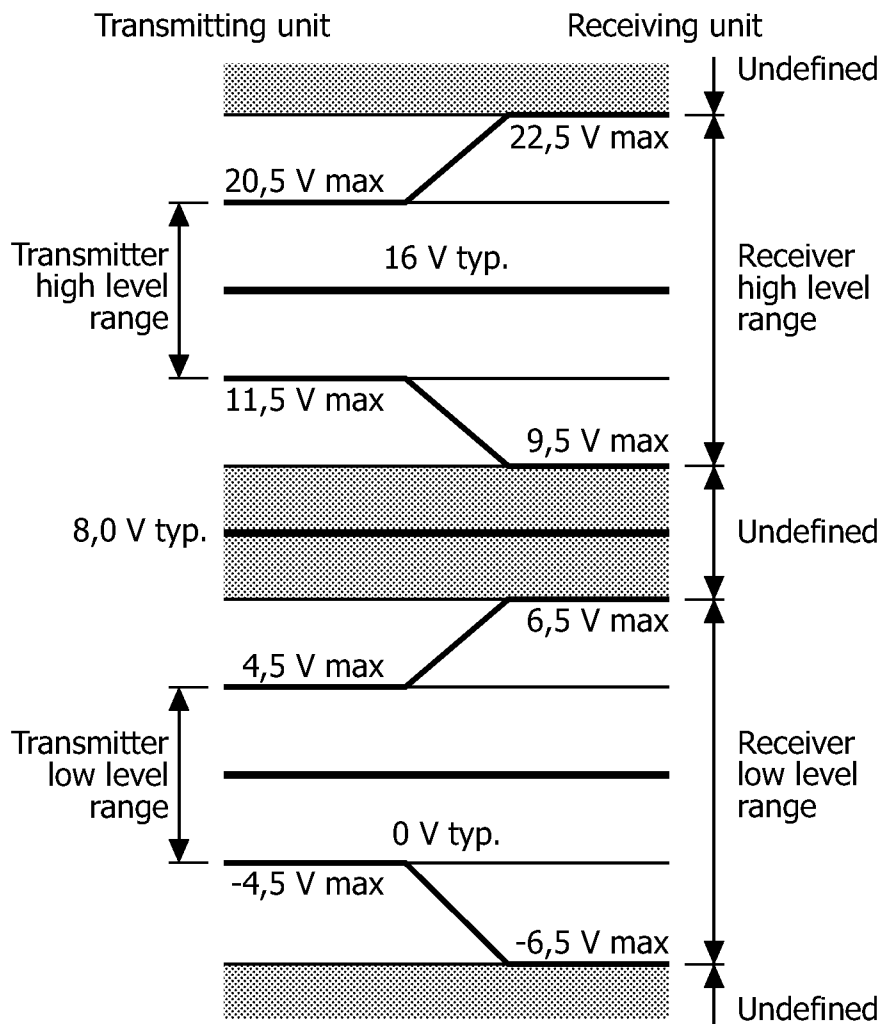 Transmitting unit
Receiving unit
Undefined
22,5 V max
20,5 V max
Transmitter
high level
range
16 V typ.
Receiver
high level
range
11,5 V max
9,5 V max
8,0 V typ.
Undefined
6,5 V max
4,5 V max
Transmitter
low level
range
Receiver
low level
range
0 V typ.
-4,5 V max
-6,5 V max
Undefined